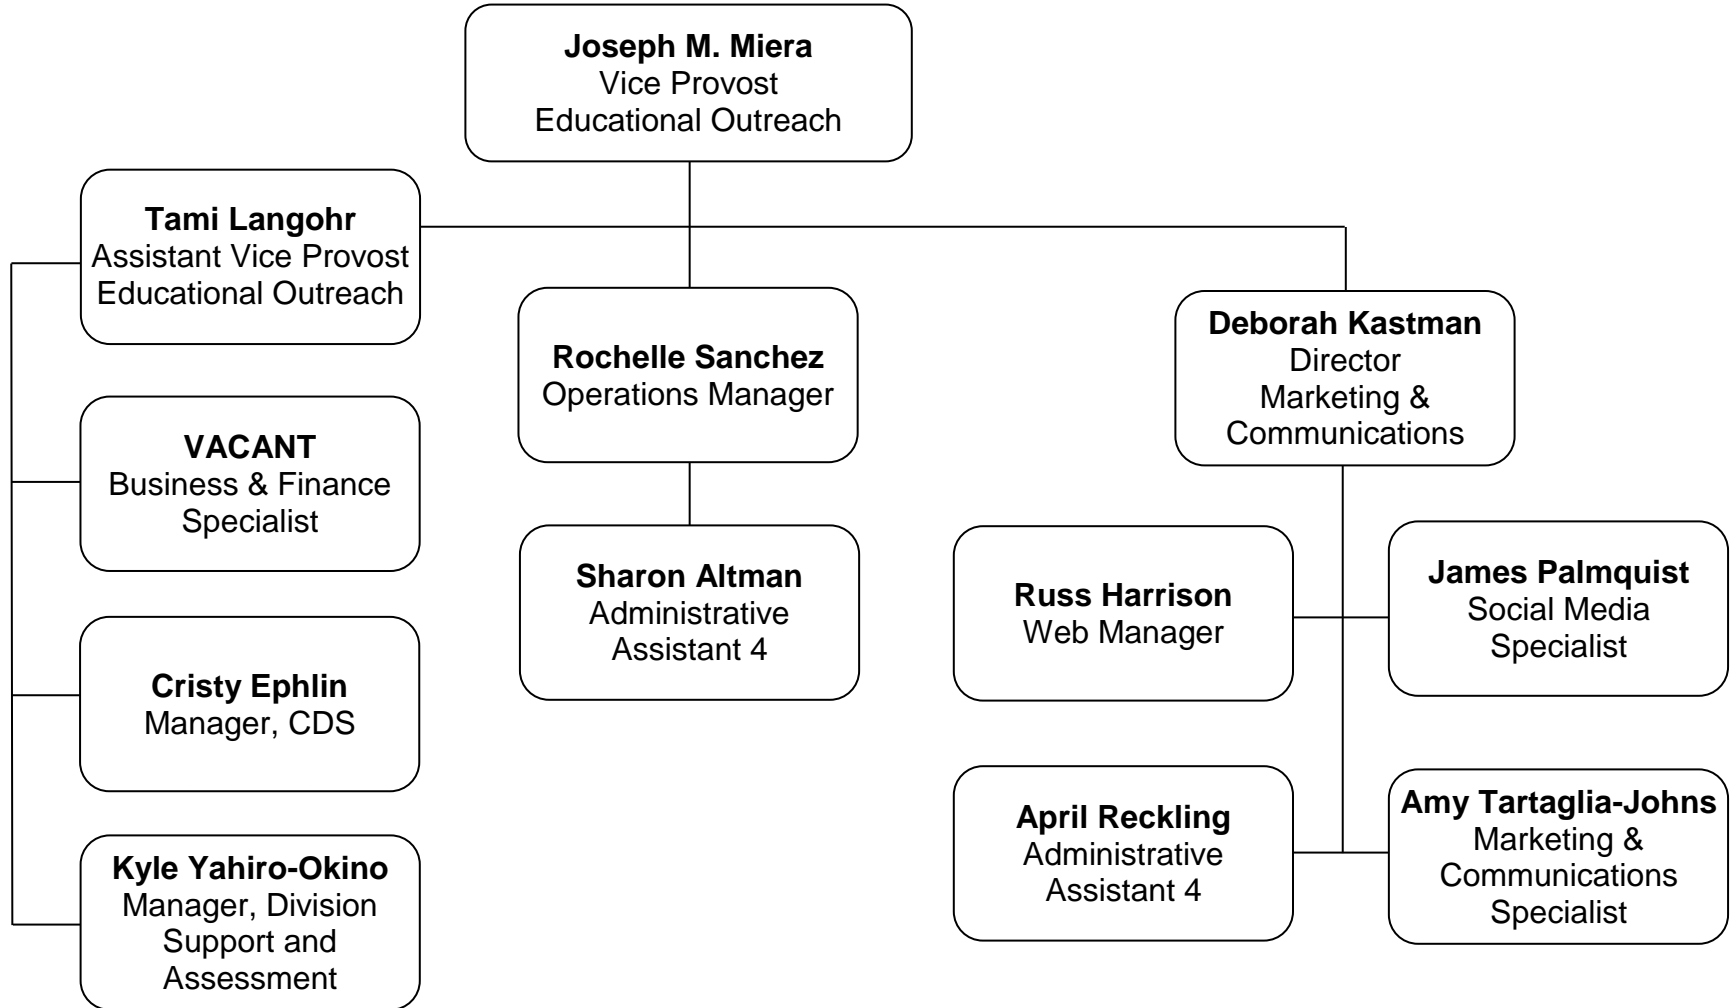 Joseph M. Miera
Vice Provost
Educational Outreach
Tami Langohr
Assistant Vice Provost
Educational Outreach
VACANT
Business & Finance
Specialist
Cristy Ephlin
Manager, CDS
Kyle Yahiro-Okino
Manager, Division
Support and
Assessment
Rochelle Sanchez
Operations Manager
Sharon Altman
Administrative
Assistant 4
Deborah Kastman
Director
Marketing &
Communications
Russ Harrison
Web Manager
James Palmquist
Social Media
Specialist
April Reckling
Administrative
Assistant 4
Amy Tartaglia-Johns
Marketing &
Communications
Specialist